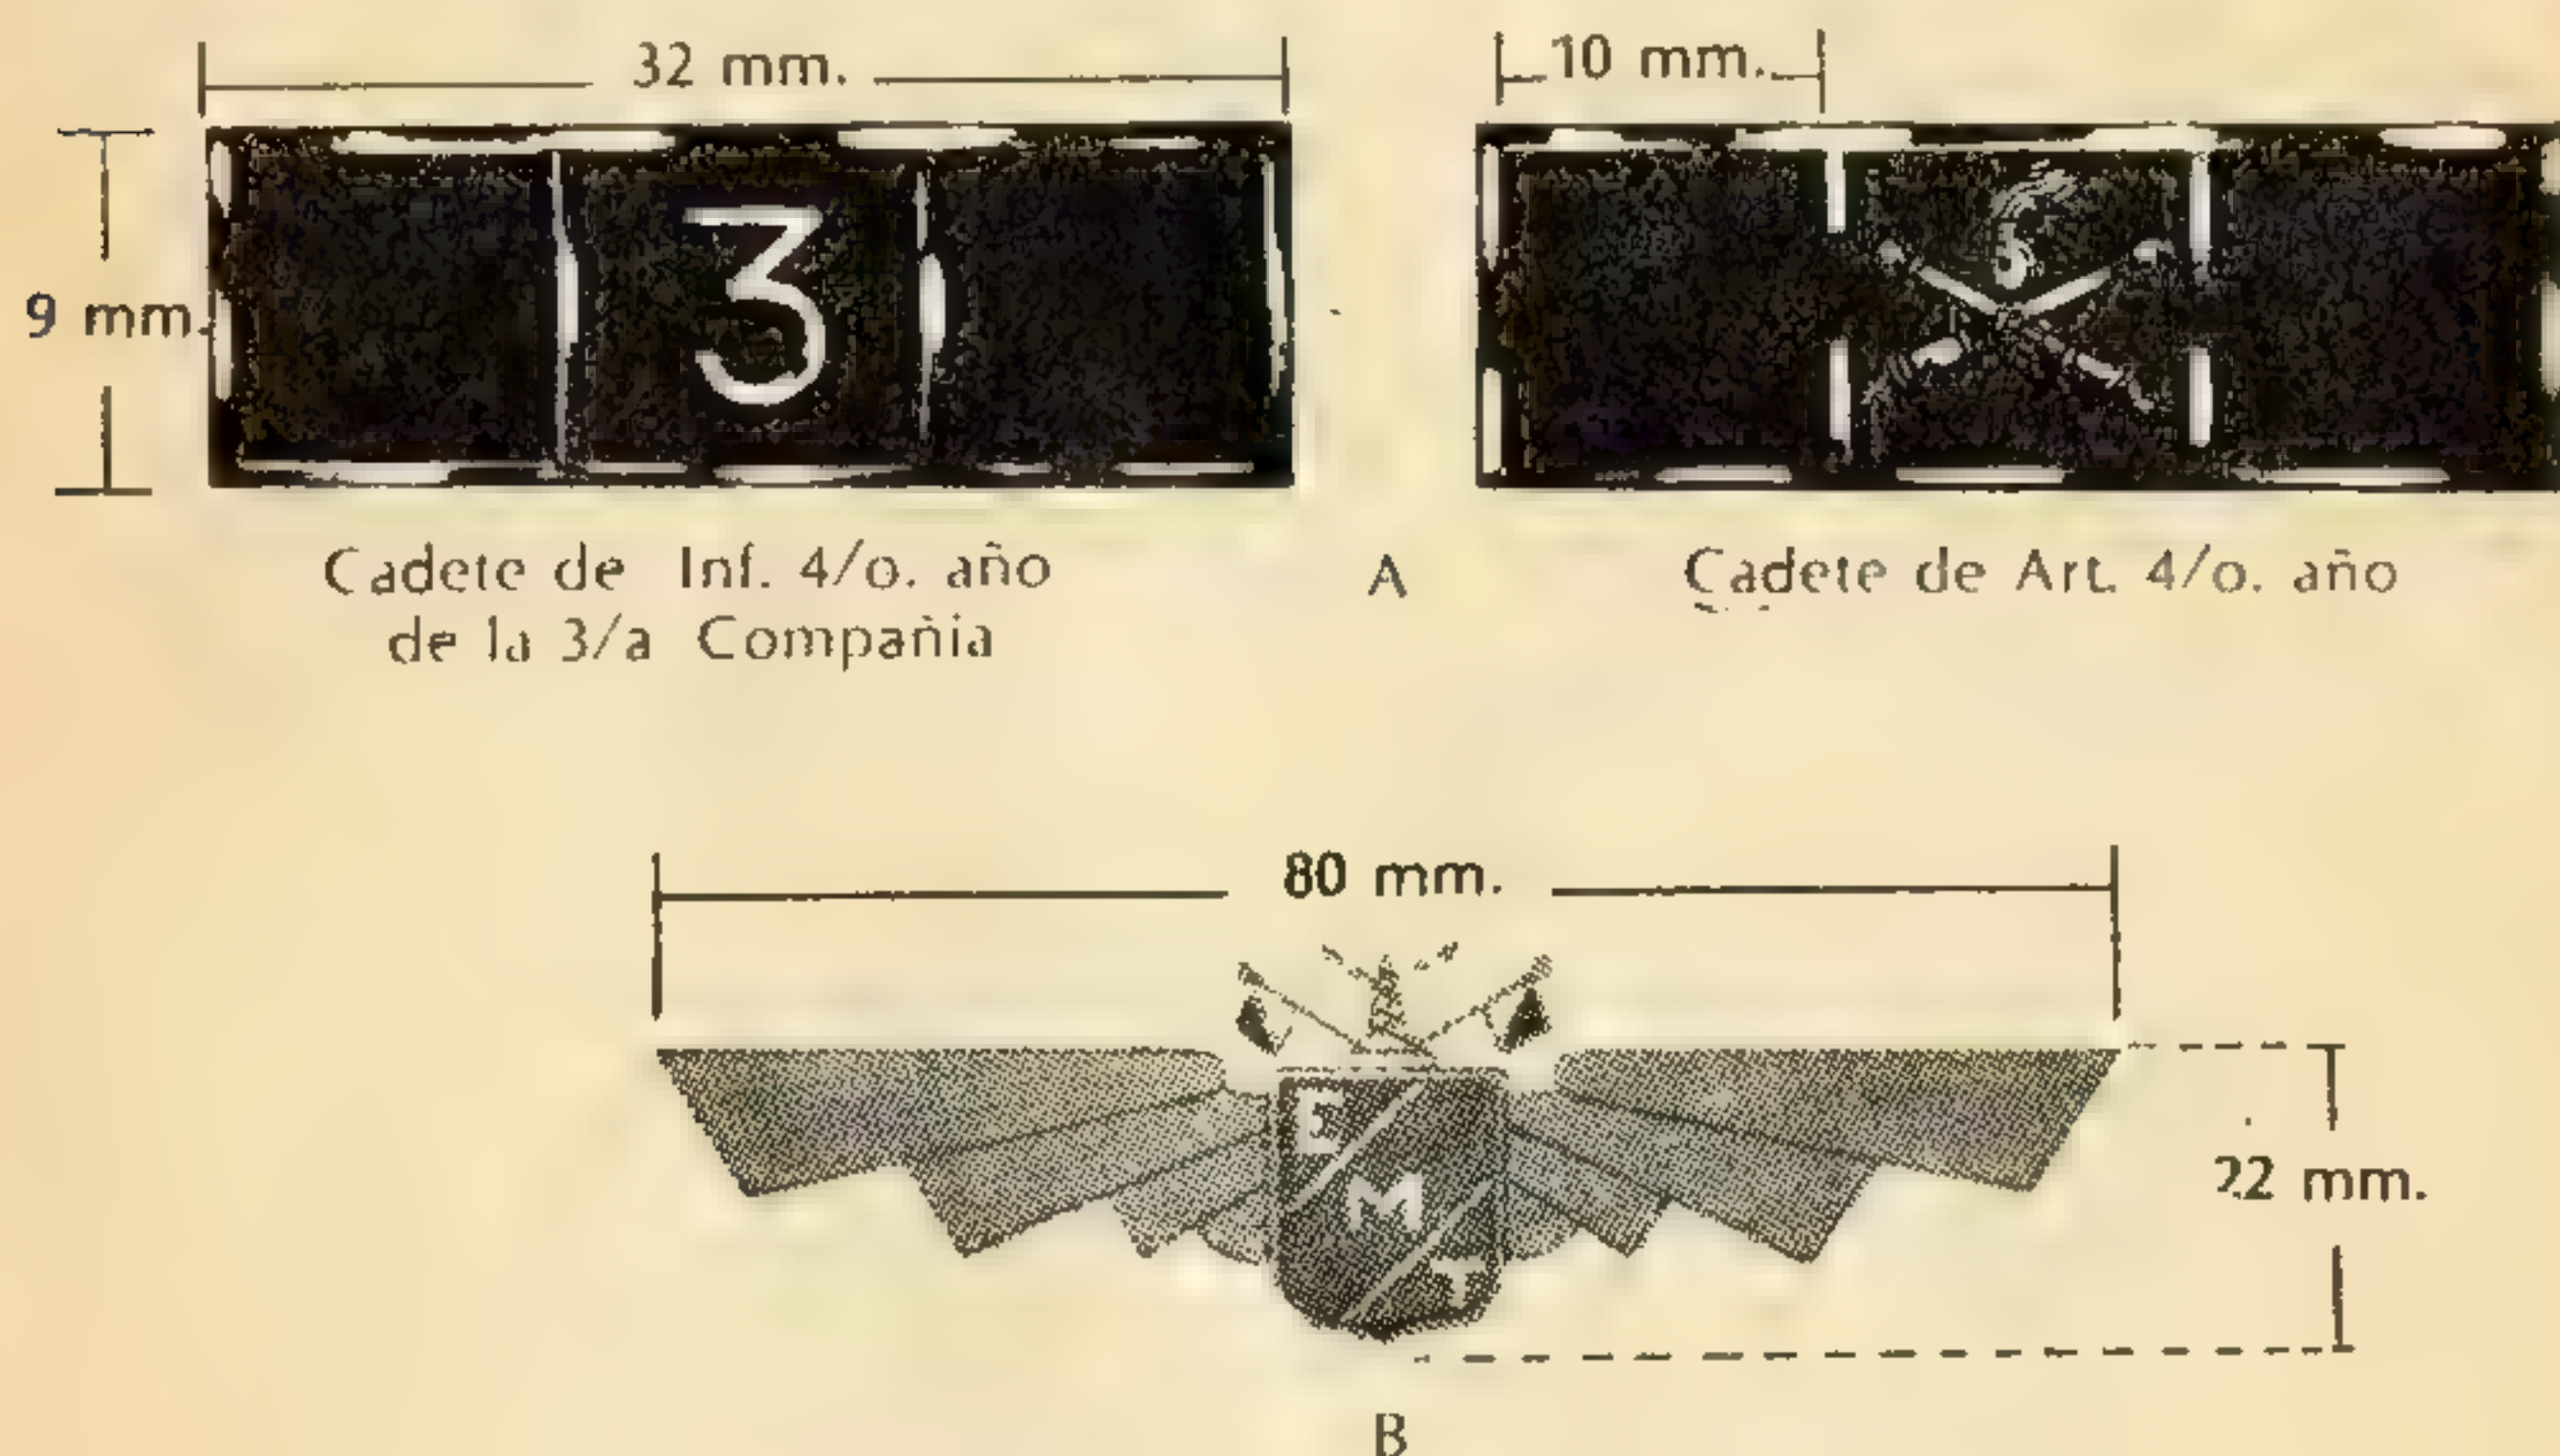 32 mm.
10 mm.
9 mm.
3
Cadete de Inf. 4/o. año
de la 3/a Compañia
A
Cadete de Art. 4/o. año
80 mm.
E
M
T
22 mm.
B